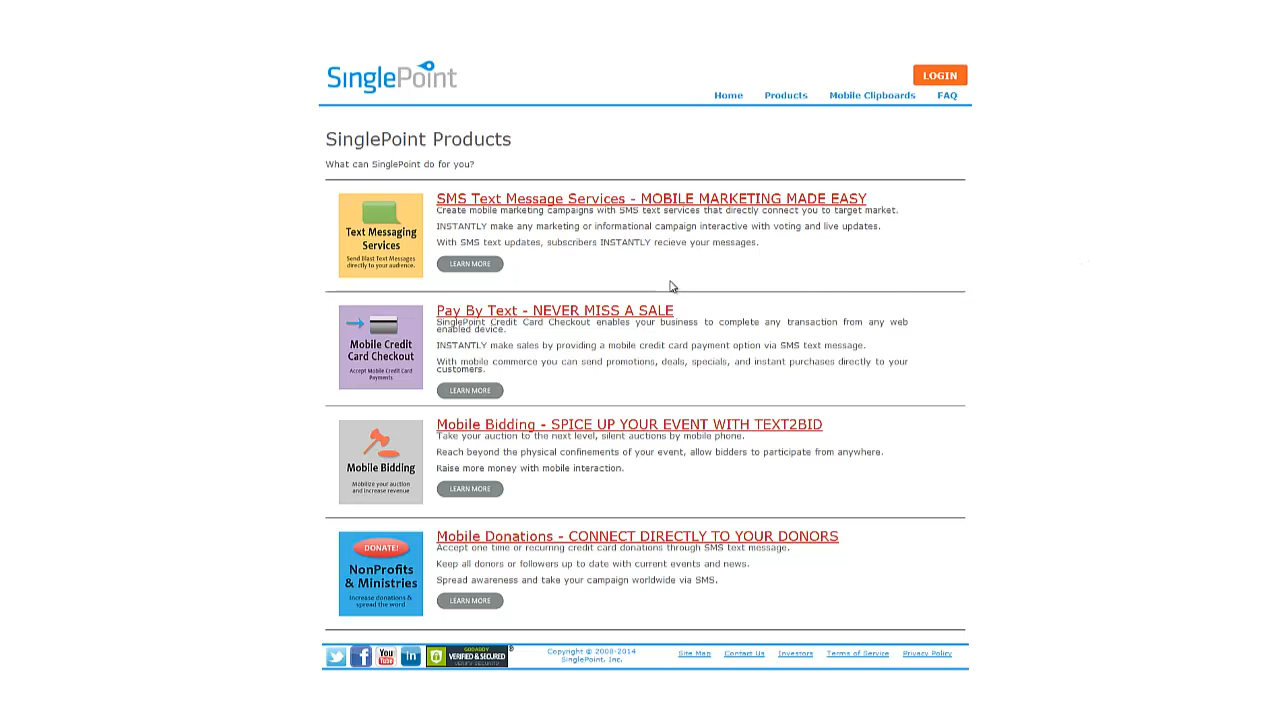 SinglePoint
LOGIN
Home Products Mobile Clipboards FAQ
SinglePoint Products
What can SinglePoint do for you?
Text Messaging
Services
Send Blast Text Messages
directly to your audience.
SMS Text Message Services - MOBILE MARKETING MADE EASY
Create mobile marketing campaigns with SMS text services that directly connect you to target market.
INSTANTLY make any marketing or informational campaign interactive with voting and live updates.
With SMS text updates, subscribers INSTANTLY recieve your messages.
LEARN MORE
Mobile Credit
Card Checkout
Accept Mobile Credit Card
Payments
Pay By Text - NEVER MISS A SALE
SinglePoint Credit Card Checkout enables your business to complete any transaction from any web
enabled device.
INSTANTLY make sales by providing a mobile credit card payment option via SMS text message.
With mobile commerce you can send promotions, deals, specials, and instant purchases directly to your
customers.
LEARN MORE
Mobile Bidding
Mobilize your auction
and increase revenue
Mobile Bidding - SPICE UP YOUR EVENT WITH TEXT2BID
Take your auction to the next level, silent auctions by mobile phone.
Reach beyond the physical confinements of your event, allow bidders to participate from anywhere.
Raise more money with mobile interaction.
LEARN MORE
DONATE!
NonProfits
& Ministries
Increase donations &
spread the word
Mobile Donations - CONNECT DIRECTLY TO YOUR DONORS
Accept one time or recurring credit card donations through SMS text message.
Keep all donors or followers up to date with current events and news.
Spread awareness and take your campaign worldwide via SMS.
LEARN MORE
You
Tube
in
GODADDY
VERIFIED & SECURED
VERIFY SECURITY
Copyright © 2008-2014
SinglePoint, Inc.
Site Map Contact Us Investors Terms of Service Privacy Policy